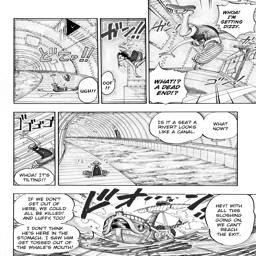 WHOA!
I'M
GETTING
DIZZY.
WHAT!?
A DEAD
END!?
OOF!!
UGH!!
WHAT
NOW?
IS IT A SEA? A
RIVER? LOOKS
LIKE A CANAL.
WHOA! IT'S
TILTING!!
HEY! WITH
ALL THIS
SLOSHING
GOING ON,
WE CAN'T
REACH THE
EXIT.
IF WE DON'T
GET OUT OF
HERE, WE
COULD ALL
BE KILLED!
AND LUFFY TOO!
I DON'T THINK
HE'S HERE IN THE
STOMACH. I SAW HIM
GET TOSSED OUT OF
THE WHALE'S MOUTH!